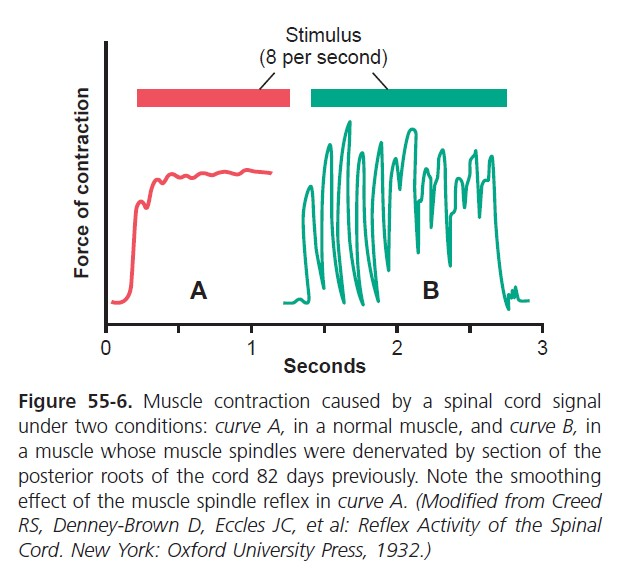 Stimulus
(8 per second)
Force of contraction
A
B
0 1 2 3
Seconds
Figure 55-6. Muscle contraction caused by a spinal cord signal
under two conditions: curve A, in a normal muscle, and curve B, in
a muscle whose muscle spindles were denervated by section of the
posterior roots of the cord 82 days previously. Note the smoothing
effect of the muscle spindle reflex in curve A. (Modified from Creed
RS, Denney-Brown D, Eccles JC, et al: Reflex Activity of the Spinal
Cord. New York: Oxford University Press, 1932.)